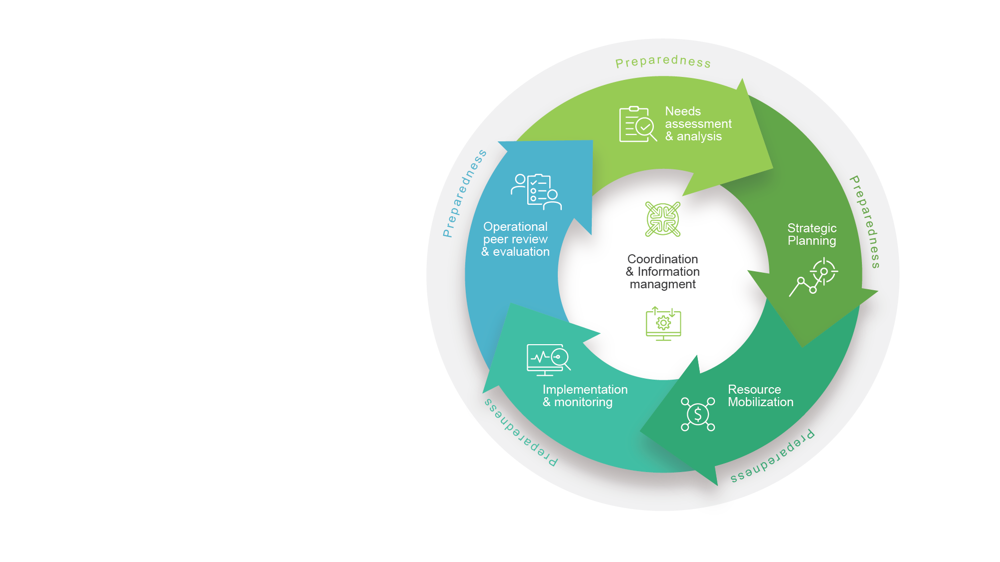 Preparedness
Needs
assessment
& analysis
Preparedness
Strategic
Planning
Preparedness
Resource
Mobilization
Preparedness
Implementation
& monitoring
Preparedness
Operational
peer review
& evaluation
Coordination
& Information
managment
$